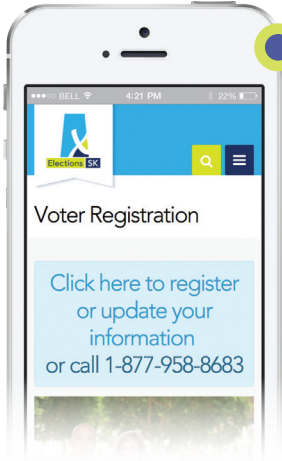 BELL 4:21 PM 22%
Elections SK
Voter Registration
Click here to register
or update your
information
or call 1-877-958-8683